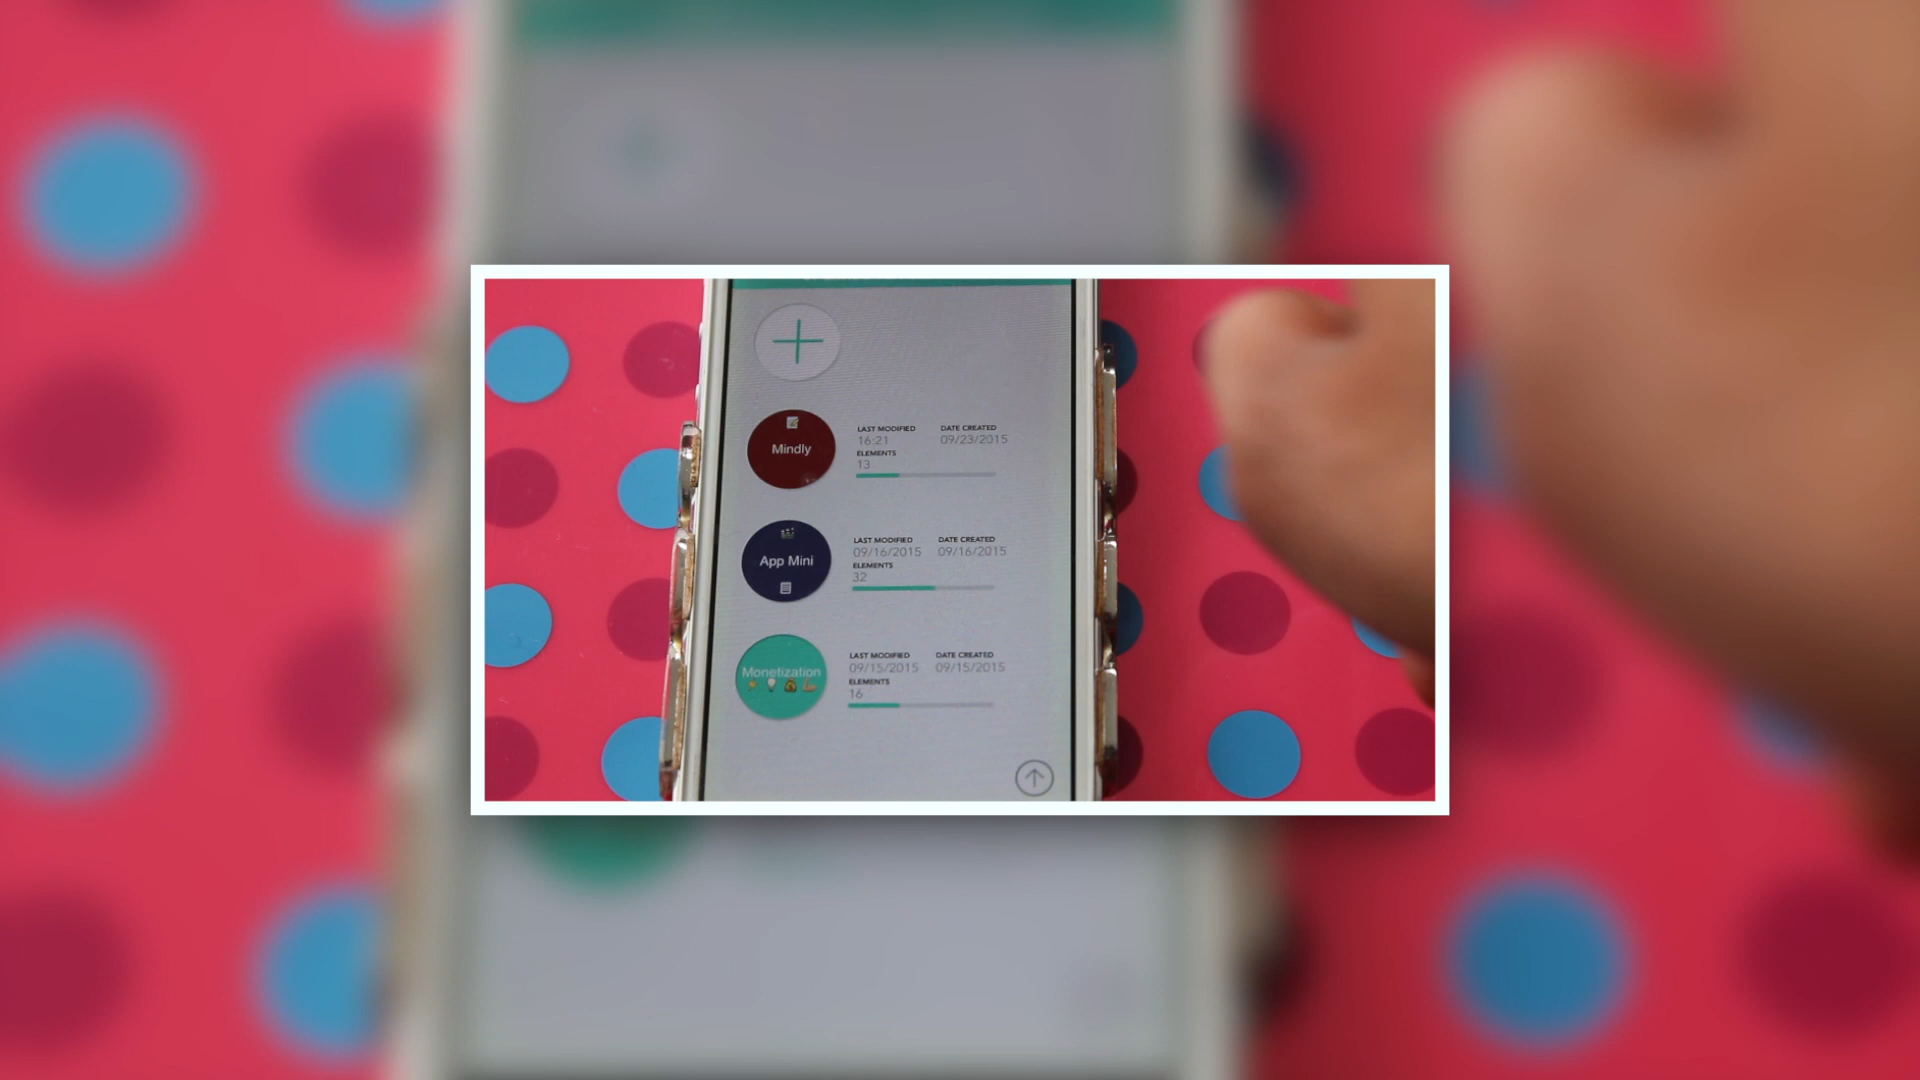 Mindly
LAST MODIFIED DATE CREATED
16:21 09/23/2015
ELEMENTS
13
App Mini
LAST MODIFIED DATE CREATED
09/16/2015 09/16/2015
ELEMENTS
32
Monetization
LAST MODIFIED DATE CREATED
09/15/2015 09/15/2015
ELEMENTS
16